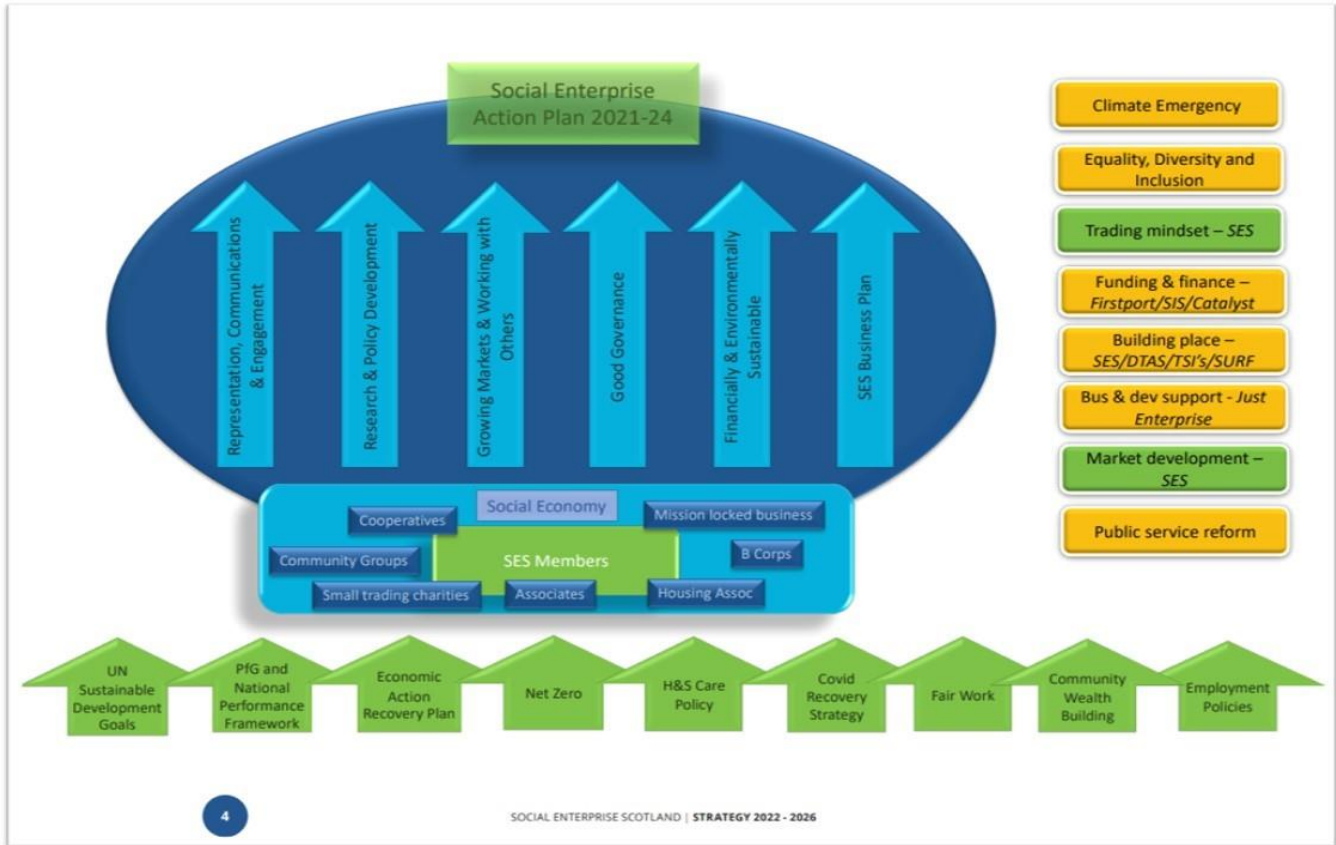 Social Enterprise
Action Plan 2021-24
Representation, Communications
& Engagement
Research & Policy Development
Growing Markets & Working with
Others
Good Governance
Financially & Environmentally
Sustainable
SES Business Plan
Social Economy
Cooperatives
Mission locked business
Community Groups
SES Members
B Corps
Small trading charities
Associates
Housing Assoc
Climate Emergency
Equality, Diversity and
Inclusion
Trading mindset – SES
Funding & finance –
Firstport/SIS/Catalyst
Building place –
SES/DTAS/TSI's/SURF
Bus & dev support - Just
Enterprise
Market development –
SES
Public service reform
UN
Sustainable
Development
Goals
PfG and
National
Performance
Framework
Economic
Action
Recovery Plan
Net Zero
H&S Care
Policy
Covid
Recovery
Strategy
Fair Work
Community
Wealth
Building
Employment
Policies
4
SOCIAL ENTERPRISE SCOTLAND | STRATEGY 2022 - 2026